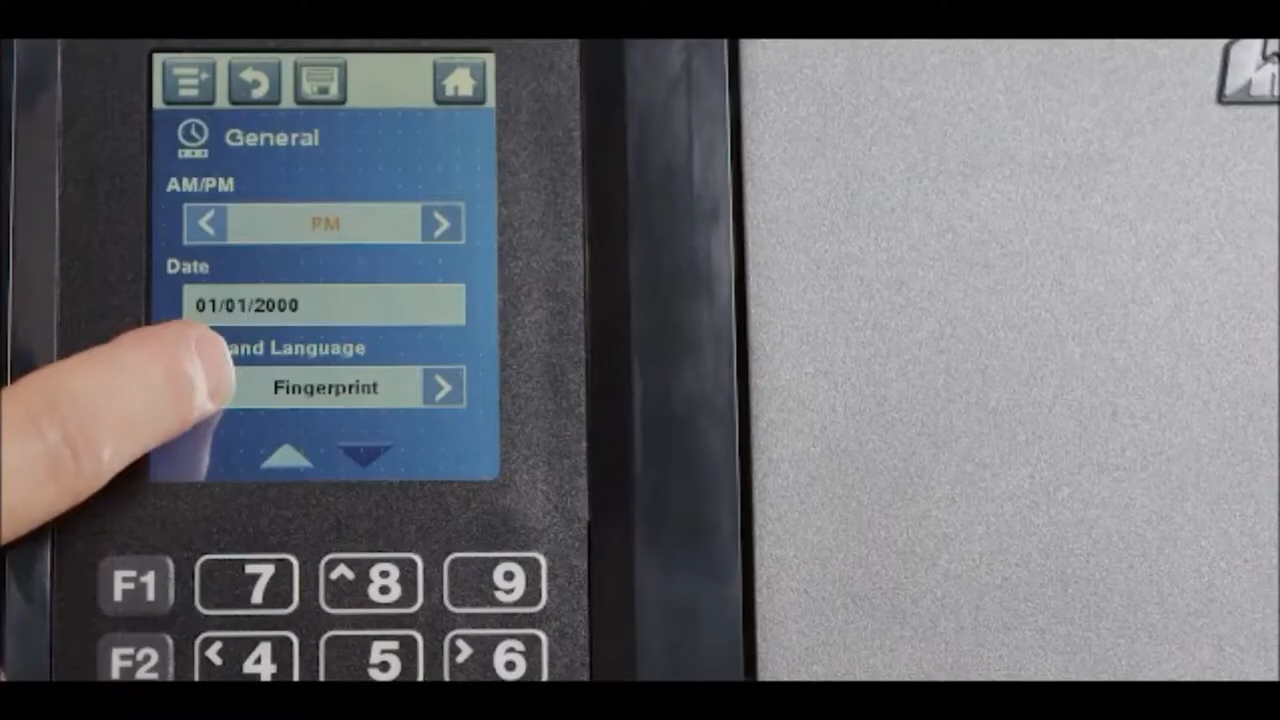 General
AM/PM
PM
Date
01/01/2000
and Language
Fingerprint
F1 7 8 9
F2 4 5 6